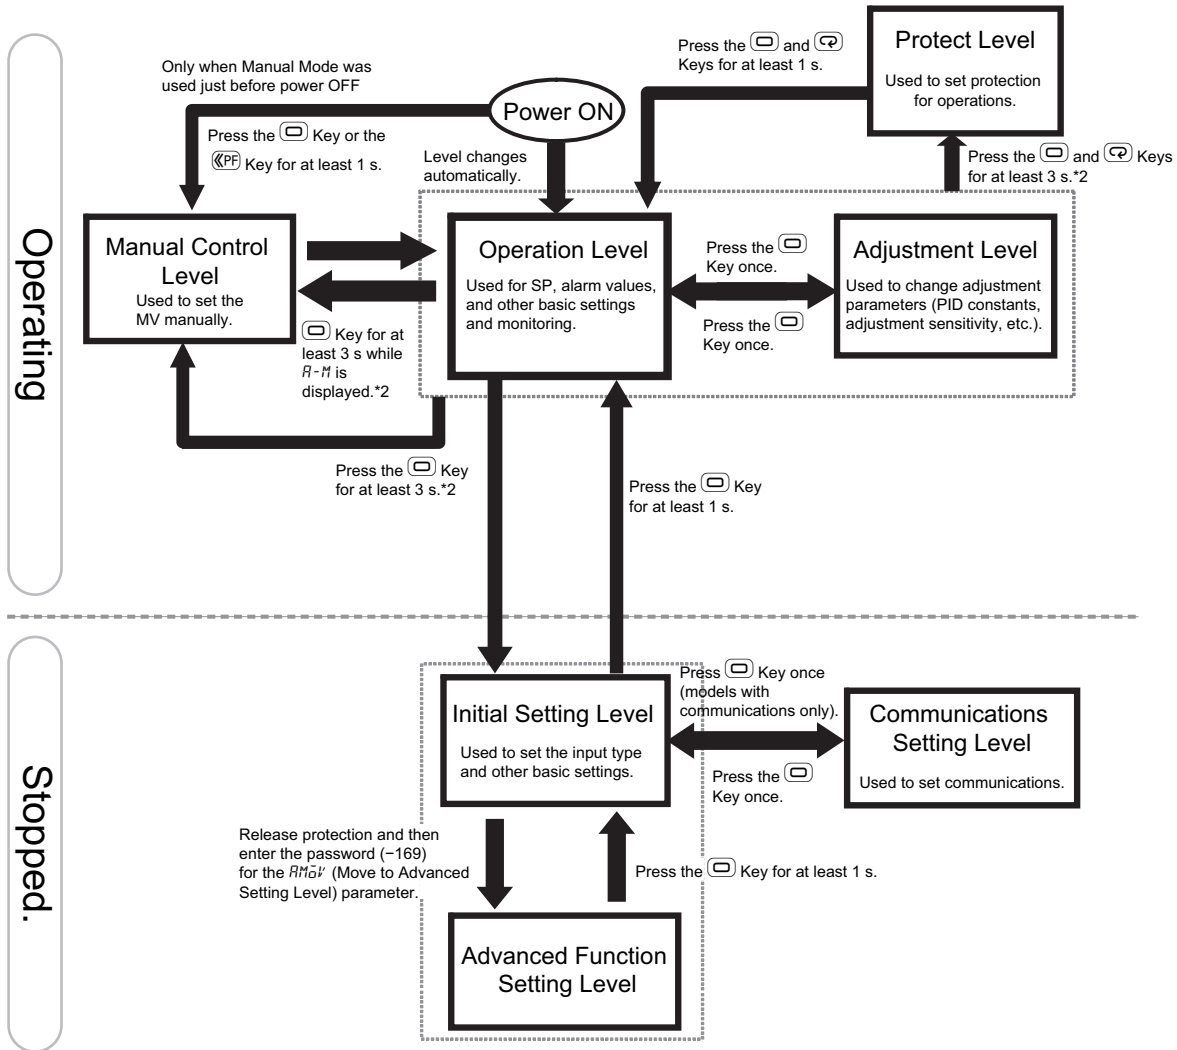 Operating
Only when Manual Mode was
used just before power OFF
Power ON
Press the and
Keys for at least 1 s.
Protect Level
Used to set protection
for operations.
Press the Key or the
PF Key for at least 1 s.
Level changes
automatically.
Press the and Keys
for at least 3 s.*2
Manual Control
Level
Used to set the
MV manually.
Key for at
least 3 s while
A-M is
displayed.*2
Operation Level
Used for SP, alarm values,
and other basic settings
and monitoring.
Press the
Key once.
Press the
Key once.
Adjustment Level
Used to change adjustment
parameters (PID constants,
adjustment sensitivity, etc.).
Press the Key
for at least 3 s.*2
Press the Key
for at least 1 s.
Stopped.
Initial Setting Level
Used to set the input type
and other basic settings.
Press Key once
(models with
communications only).
Press the
Key once.
Communications
Setting Level
Used to set communications.
Release protection and then
enter the password (−169)
for the AMoV (Move to Advanced
Setting Level) parameter.
Press the Key for at least 1 s.
Advanced Function
Setting Level